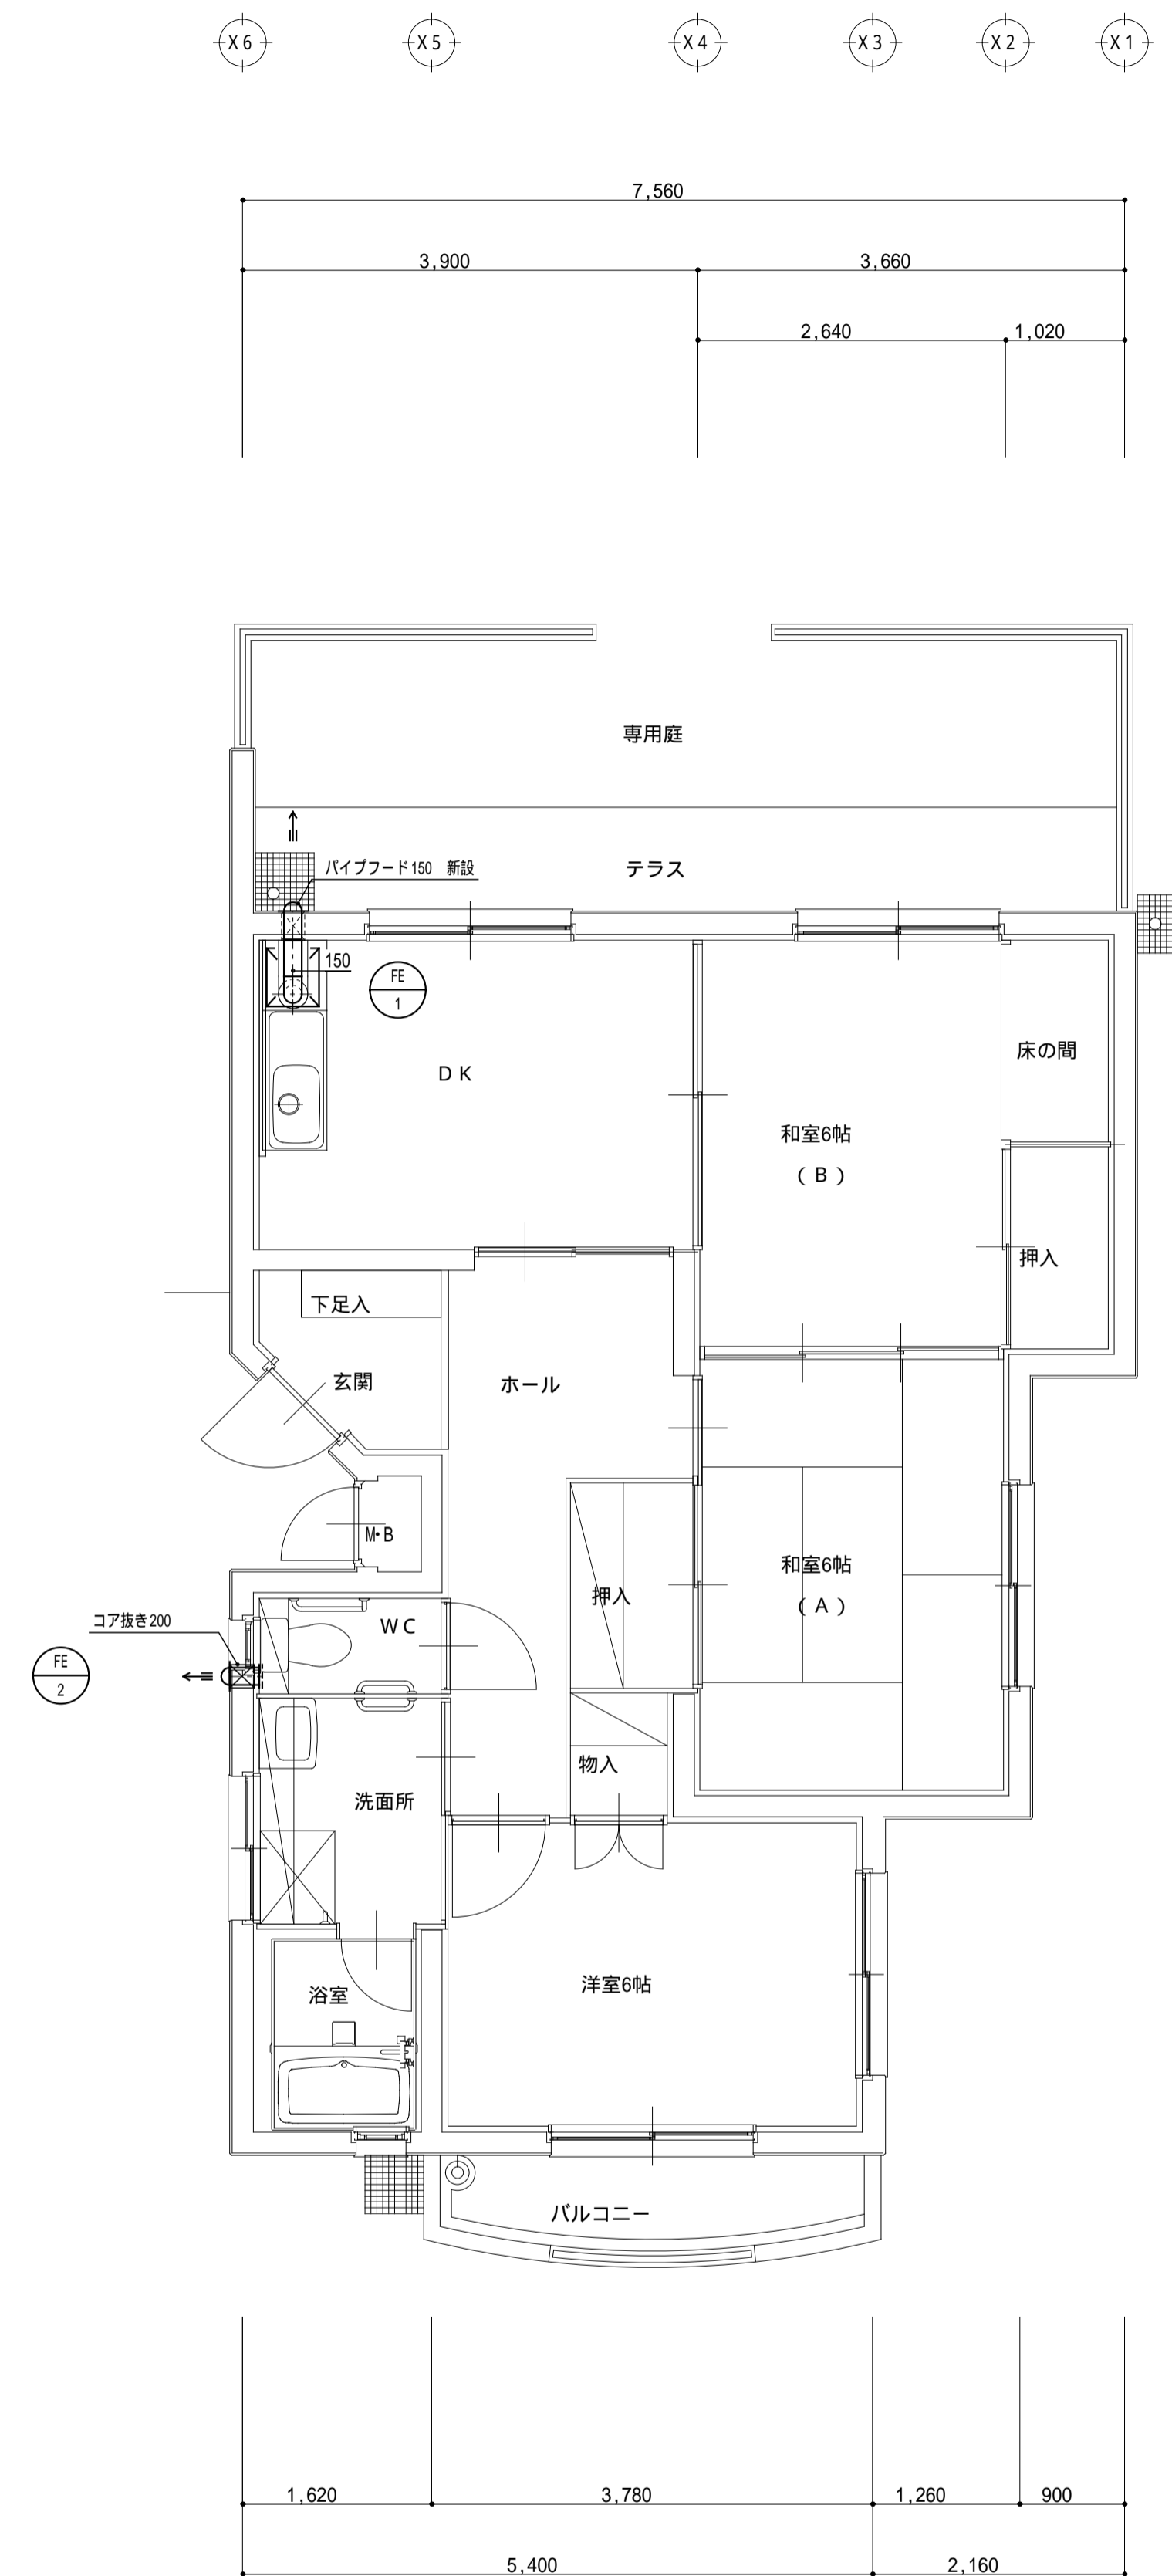 X6 X5 X4 X3 X2 X1
7,560
3,900 3,660
2,640 1,020
専用庭
テラス
パイプフード150 新設
150
FE
1
DK
床の間
和室6帖
(B)
押入
下足入
玄関
ホール
M・B
和室6帖
(A)
押入
WC
コア抜き200
FE
2
物入
洗面所
洋室6帖
浴室
バルコニー
1,620 3,780 1,260 900
5,400 2,160